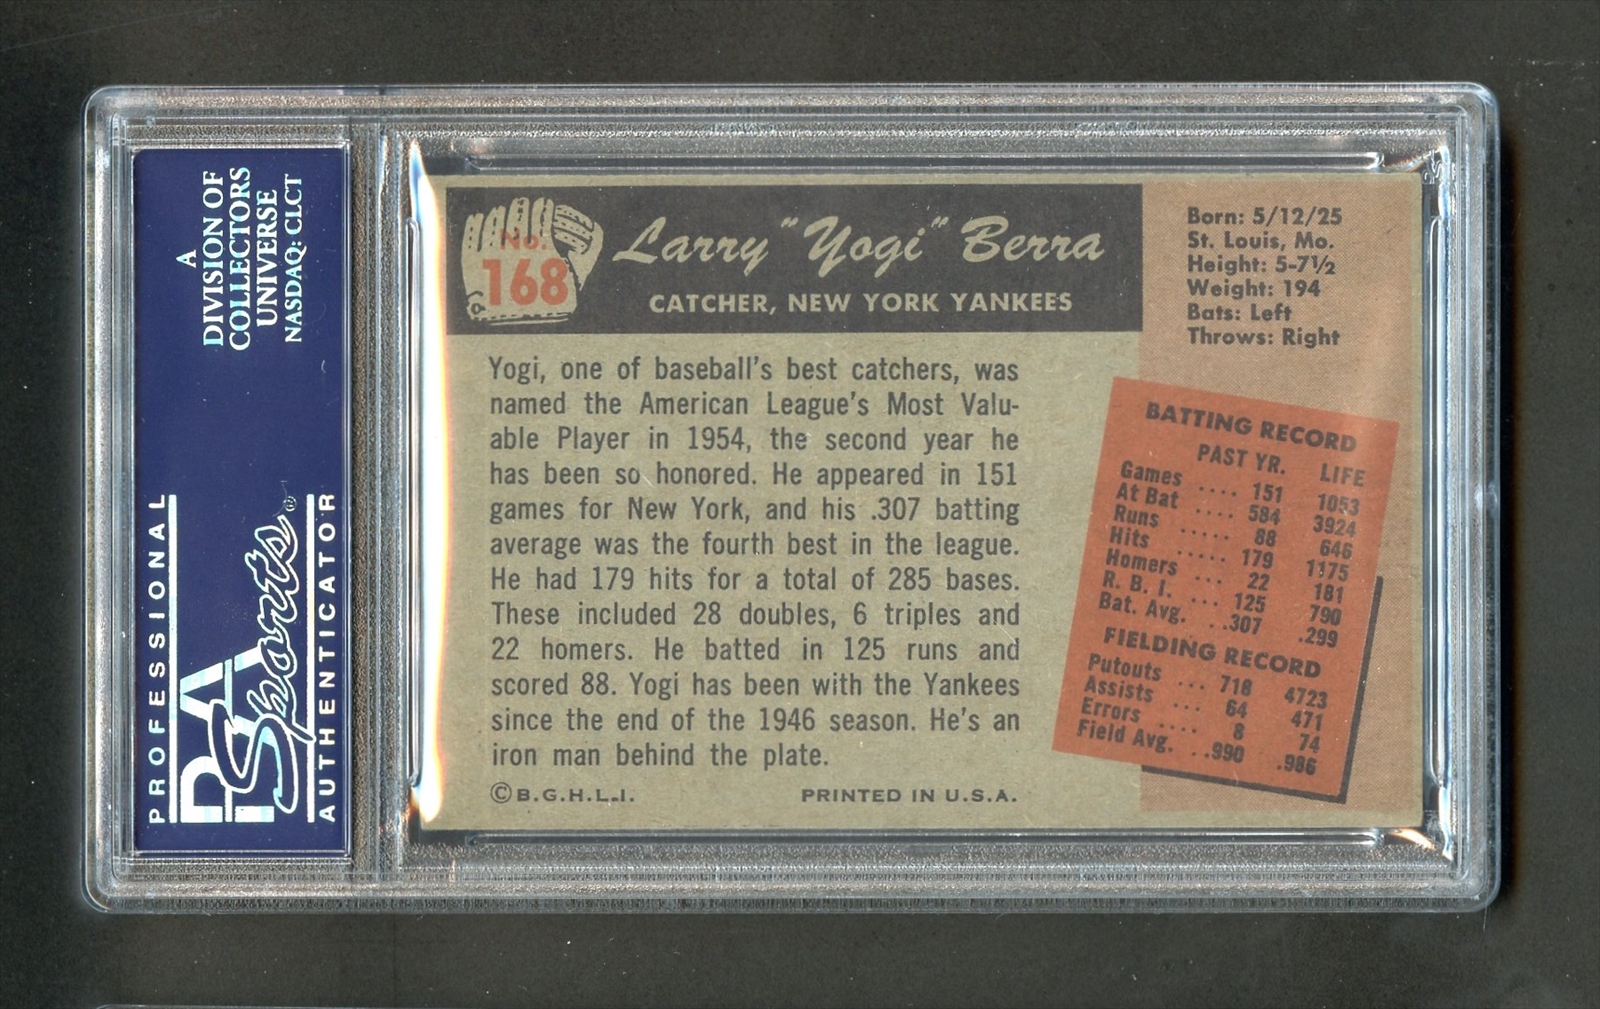 A
DIVISION OF
COLLECTORS
UNIVERSE
NASDAQ: CLCT
PROFESSIONAL
PSA
Sports®
AUTHENTICATOR
No.
168
Larry "Yogi" Berra
CATCHER, NEW YORK YANKEES
Born: 5/12/25
St. Louis, Mo.
Height: 5-7½
Weight: 194
Bats: Left
Throws: Right
Yogi, one of baseball's best catchers, was
named the American League's Most Valu-
able Player in 1954, the second year he
has been so honored. He appeared in 151
games for New York, and his .307 batting
average was the fourth best in the league.
He had 179 hits for a total of 285 bases.
These included 28 doubles, 6 triples and
22 homers. He batted in 125 runs and
scored 88. Yogi has been with the Yankees
since the end of the 1946 season. He's an
iron man behind the plate.
©B.G.H.L.I. PRINTED IN U.S.A.
BATTING RECORD
PAST YR. LIFE
Games .... 151 1053
At Bat .... 584 3924
Runs ..... 88 646
Hits ..... 179 1175
Homers ... 22 181
R. B. I. ... 125 790
Bat. Avg. ..307 .299
FIELDING RECORD
Putouts ... 718 4723
Assists ... 64 471
Errors .... 8 74
Field Avg. ..990 .986